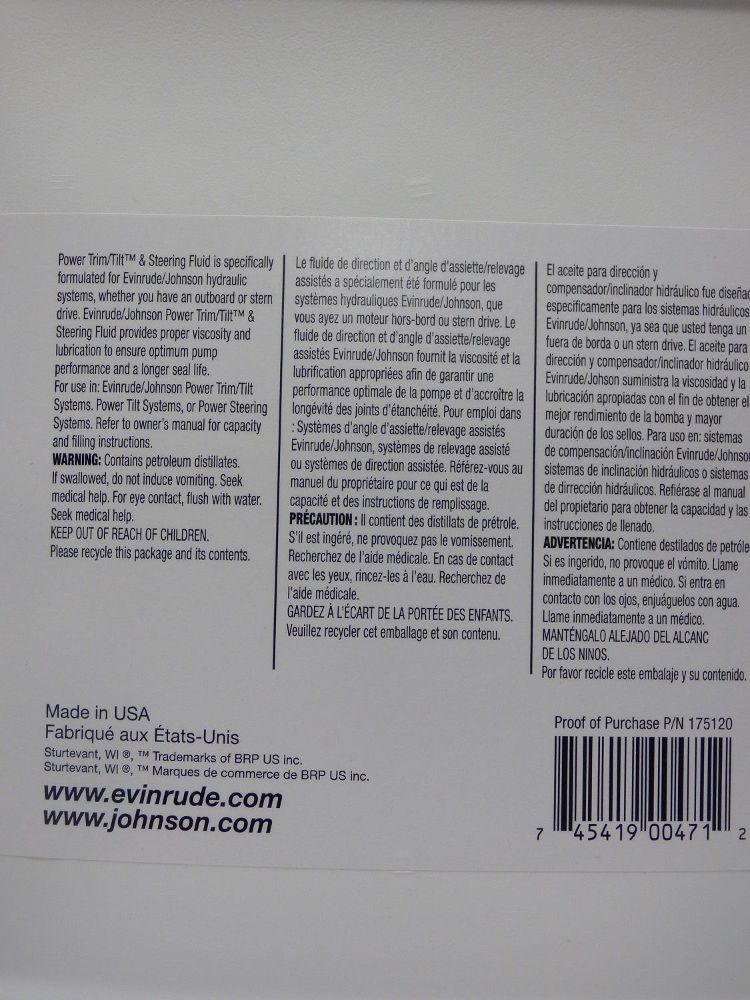 Power Trim/Tilt™ & Steering Fluid is specifically
formulated for Evinrude/Johnson hydraulic
systems, whether you have an outboard or stern
drive. Evinrude/Johnson Power Trim/Tilt™ &
Steering Fluid provides proper viscosity and
lubrication to ensure optimum pump
performance and a longer seal life.
For use in: Evinrude/Johnson Power Trim/Tilt
Systems. Power Tilt Systems, or Power Steering
Systems. Refer to owner's manual for capacity
and filling instructions.
WARNING: Contains petroleum distillates.
If swallowed, do not induce vomiting. Seek
medical help. For eye contact, flush with water.
Seek medical help.
KEEP OUT OF REACH OF CHILDREN.
Please recycle this package and its contents.
Le fluide de direction et d'angle d'assiette/relevage
assistés a spécialement été formulé pour les
systèmes hydrauliques Evinrude/Johnson, que
vous ayez un moteur hors-bord ou stern drive. Le
fluide de direction et d'angle d'assiette/relevage
assistés Evinrude/Johnson fournit la viscosité et la
lubrification appropriées afin de garantir une
performance optimale de la pompe et d'accroître la
longévité des joints d'étanchéité. Pour emploi dans
: Systèmes d'angle d'assiette/relevage assistés
Evinrude/Johnson, systèmes de relevage assisté
ou systèmes de direction assistée. Référez-vous au
manuel du propriétaire pour ce qui est de la
capacité et des instructions de remplissage.
PRÉCAUTION : Il contient des distillats de prétrole.
S'il est ingéré, ne provoquez pas le vomissement.
Recherchez de l'aide médicale. En cas de contact
avec les yeux, rincez-les à l'eau. Recherchez de
l'aide médicale.
GARDEZ À L'ÉCART DE LA PORTÉE DES ENFANTS.
Veuillez recycler cet emballage et son contenu.
El aceite para dirección y
compensador/inclinador hidráulico fue diseñad
específicamente para los sistemas hidráulicos
Evinrude/Johnson, ya sea que usted tenga un
fuera de borda o un stern drive. El aceite para
dirección y compensador/inclinador hidráulico
Evinrude/Johson suministra la viscosidad y la
lubricación apropiadas con el fin de obtener el
mejor rendimiento de la bomba y mayor
duración de los sellos. Para uso en: sistemas
de compensación/inclinación Evinrude/Johnson
sistemas de inclinación hidráulicos o sistemas
de dirrección hidráulicos. Refiérase al manual
del propietario para obtener la capacidad y las
instrucciones de llenado.
ADVERTENCIA: Contiene destilados de petróle
Si es ingerido, no provoque el vómito. Llame
inmediatamente a un médico. Si entra en
contacto con los ojos, enjuáguelos con agua.
Llame inmediatamente a un médico.
MANTÉNGALO ALEJADO DEL ALCANC
DE LOS NINOS.
Por favor recicle este embalaje y su contenido.
Made in USA
Fabriqué aux États-Unis
Sturtevant, WI ®, ™ Trademarks of BRP US inc.
Sturtevant, WI ®, ™ Marques de commerce de BRP US inc.
www.evinrude.com
www.johnson.com
Proof of Purchase P/N 175120
7 45419 00471 2